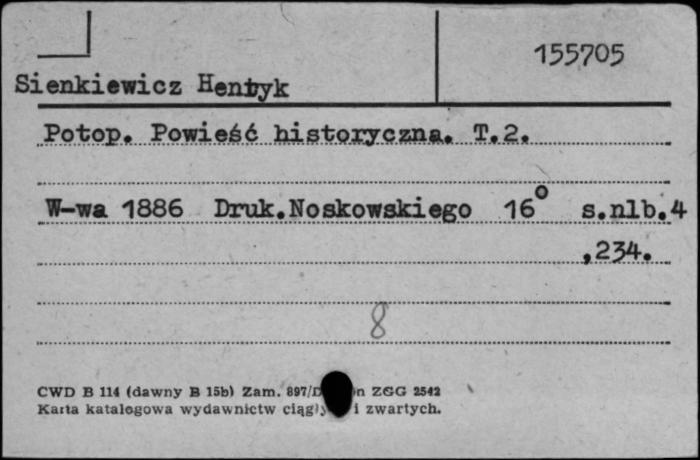 155705
Sienkiewicz Henryk
Potop. Powieść historyczna. T.2.
W-wa 1886 Druk.Noskowskiego 16° s.nlb.4
,234.
8
CWD B 114 (dawny B 15b) Zam. 897/D n ZGG 2542
Karta katalogowa wydawnictw ciągły i zwartych.